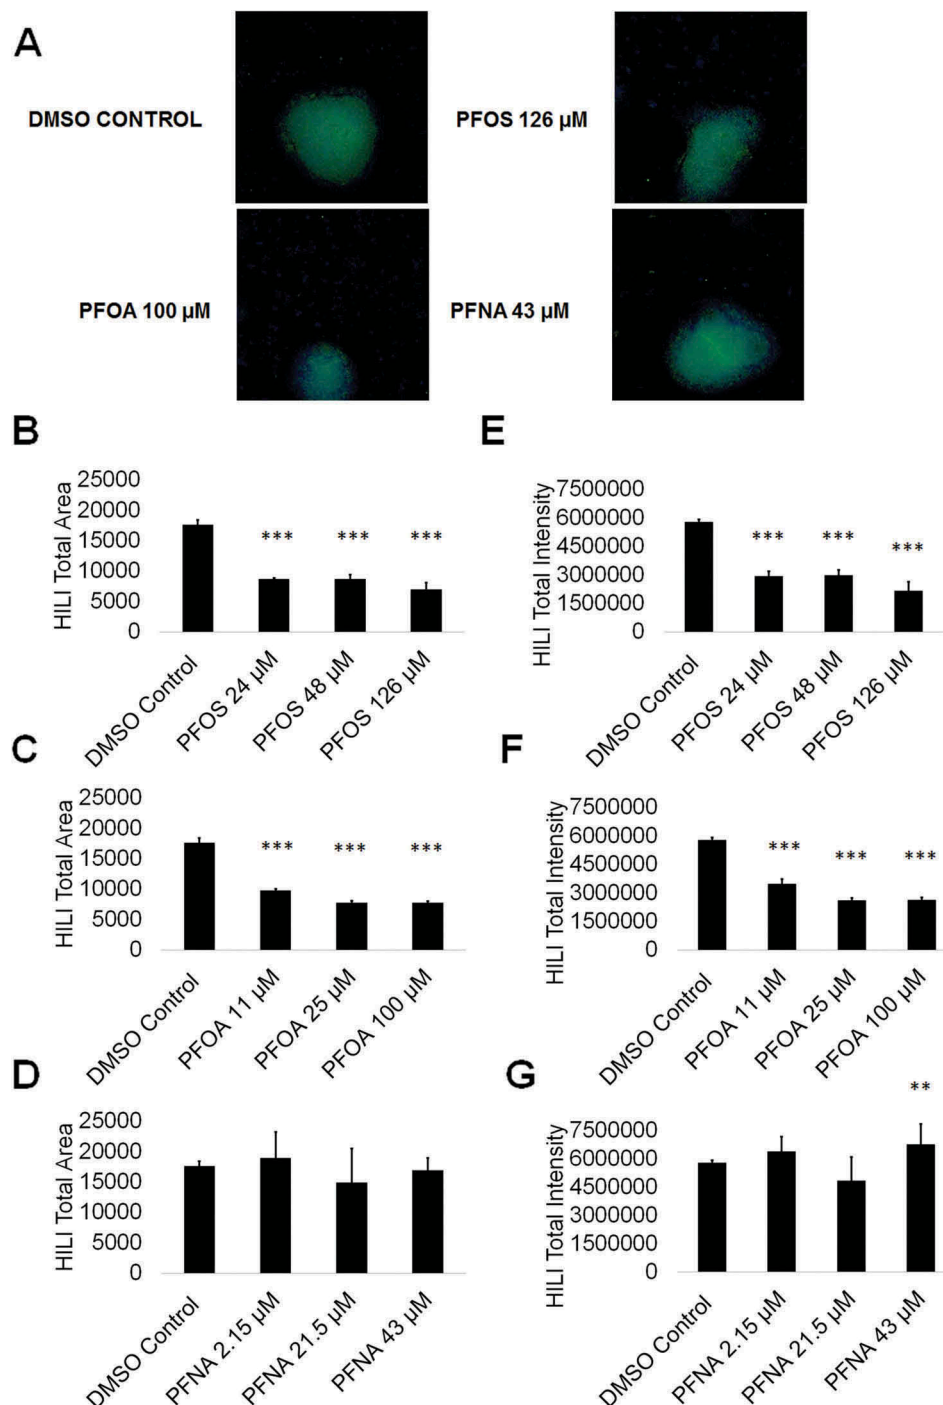 A
DMSO CONTROL
PFOS 126 µM
PFOA 100 µM
PFNA 43 µM
B
HILI Total Area
25000
20000
15000
10000
5000
0
*** *** ***
DMSO Control
PFOS 24 µM
PFOS 48 µM
PFOS 126 µM
E
HILI Total Intensity
7500000
6000000
4500000
3000000
1500000
0
*** *** ***
DMSO Control
PFOS 24 µM
PFOS 48 µM
PFOS 126 µM
C
HILI Total Area
25000
20000
15000
10000
5000
0
*** *** ***
DMSO Control
PFOA 11 µM
PFOA 25 µM
PFOA 100 µM
F
HILI Total Intensity
7500000
6000000
4500000
3000000
1500000
0
*** *** ***
DMSO Control
PFOA 11 µM
PFOA 25 µM
PFOA 100 µM
D
HILI Total Area
25000
20000
15000
10000
5000
0
DMSO Control
PFNA 2.15 µM
PFNA 21.5 µM
PFNA 43 µM
G
HILI Total Intensity
7500000
6000000
4500000
3000000
1500000
0
**
DMSO Control
PFNA 2.15 µM
PFNA 21.5 µM
PFNA 43 µM